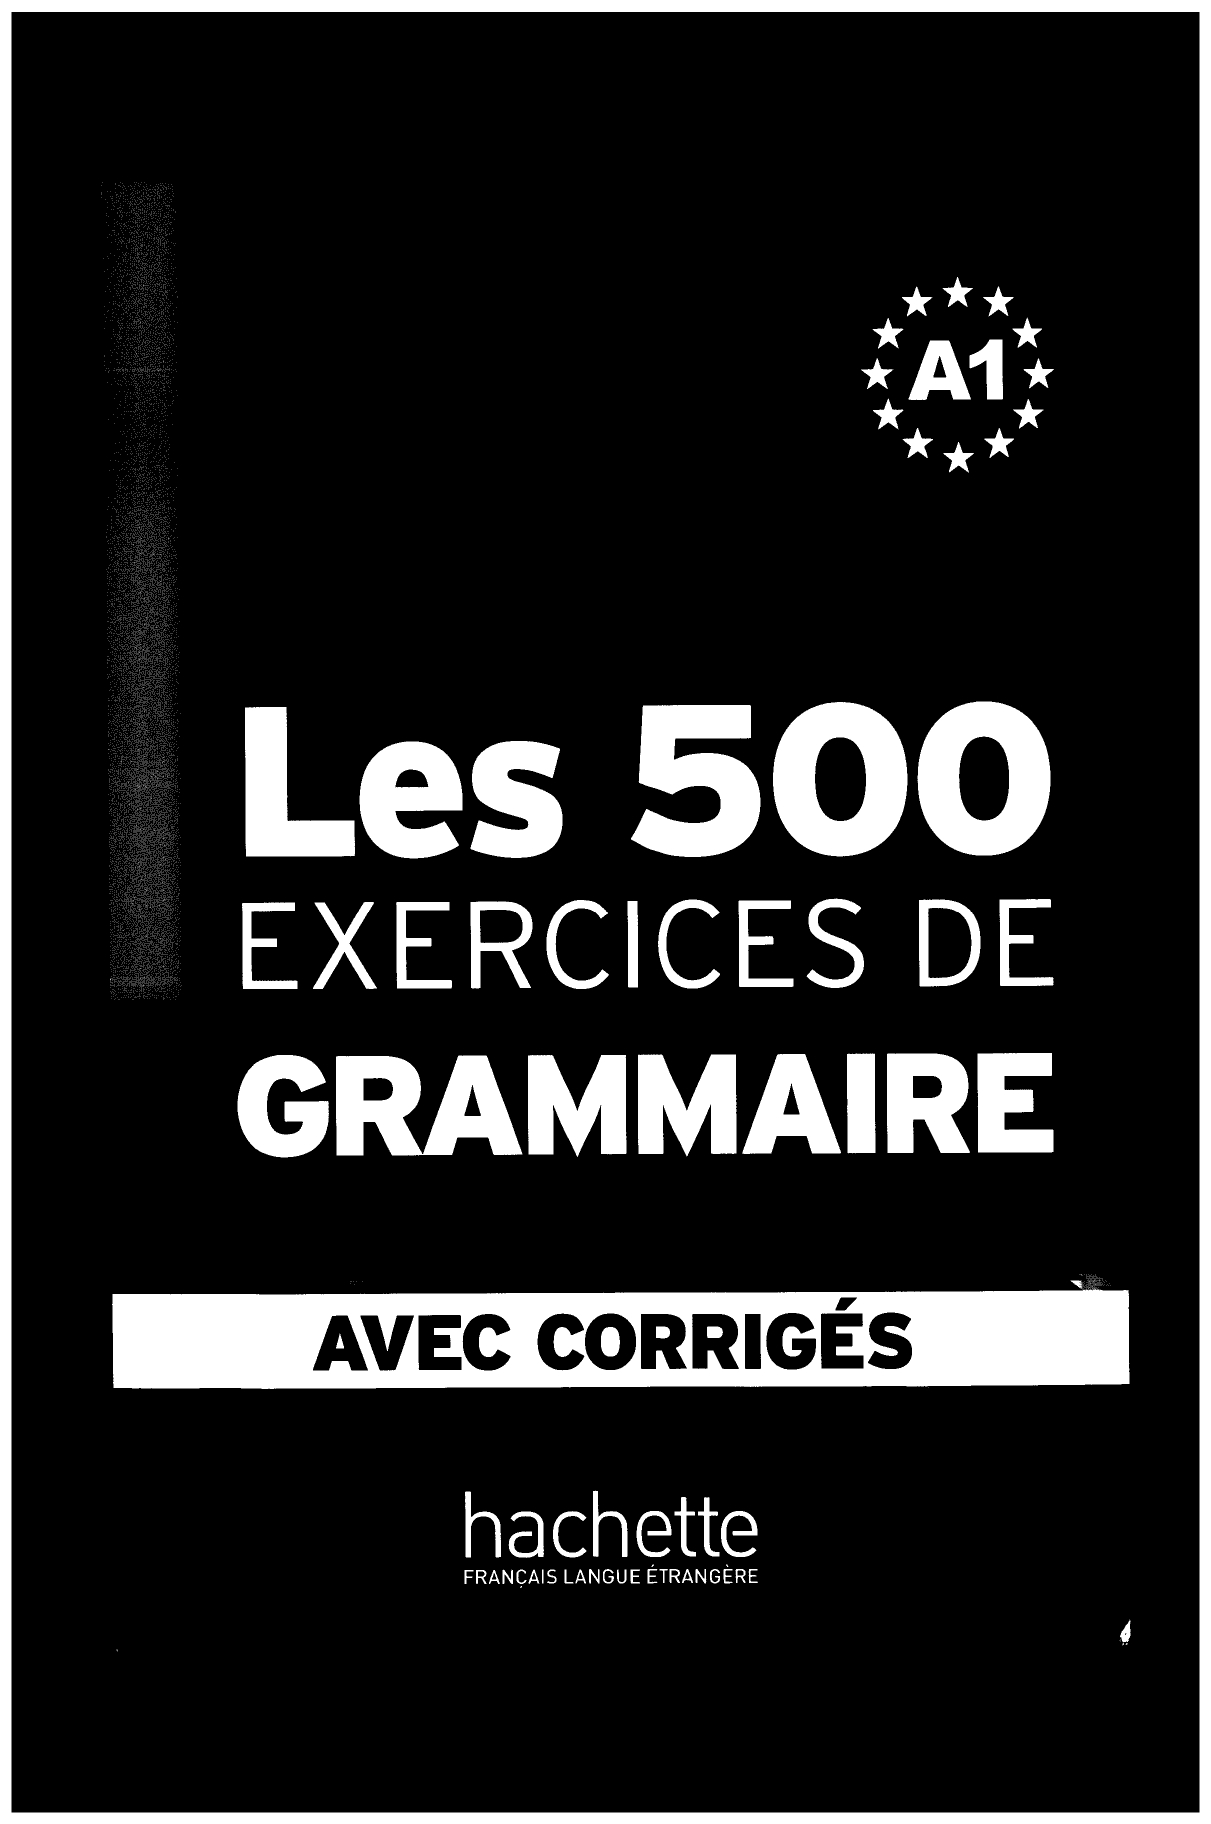 A1
Les 500
EXERCICES DE
GRAMMAIRE
AVEC CORRIGÉS
hachette
FRANÇAIS LANGUE ÉTRANGÈRE